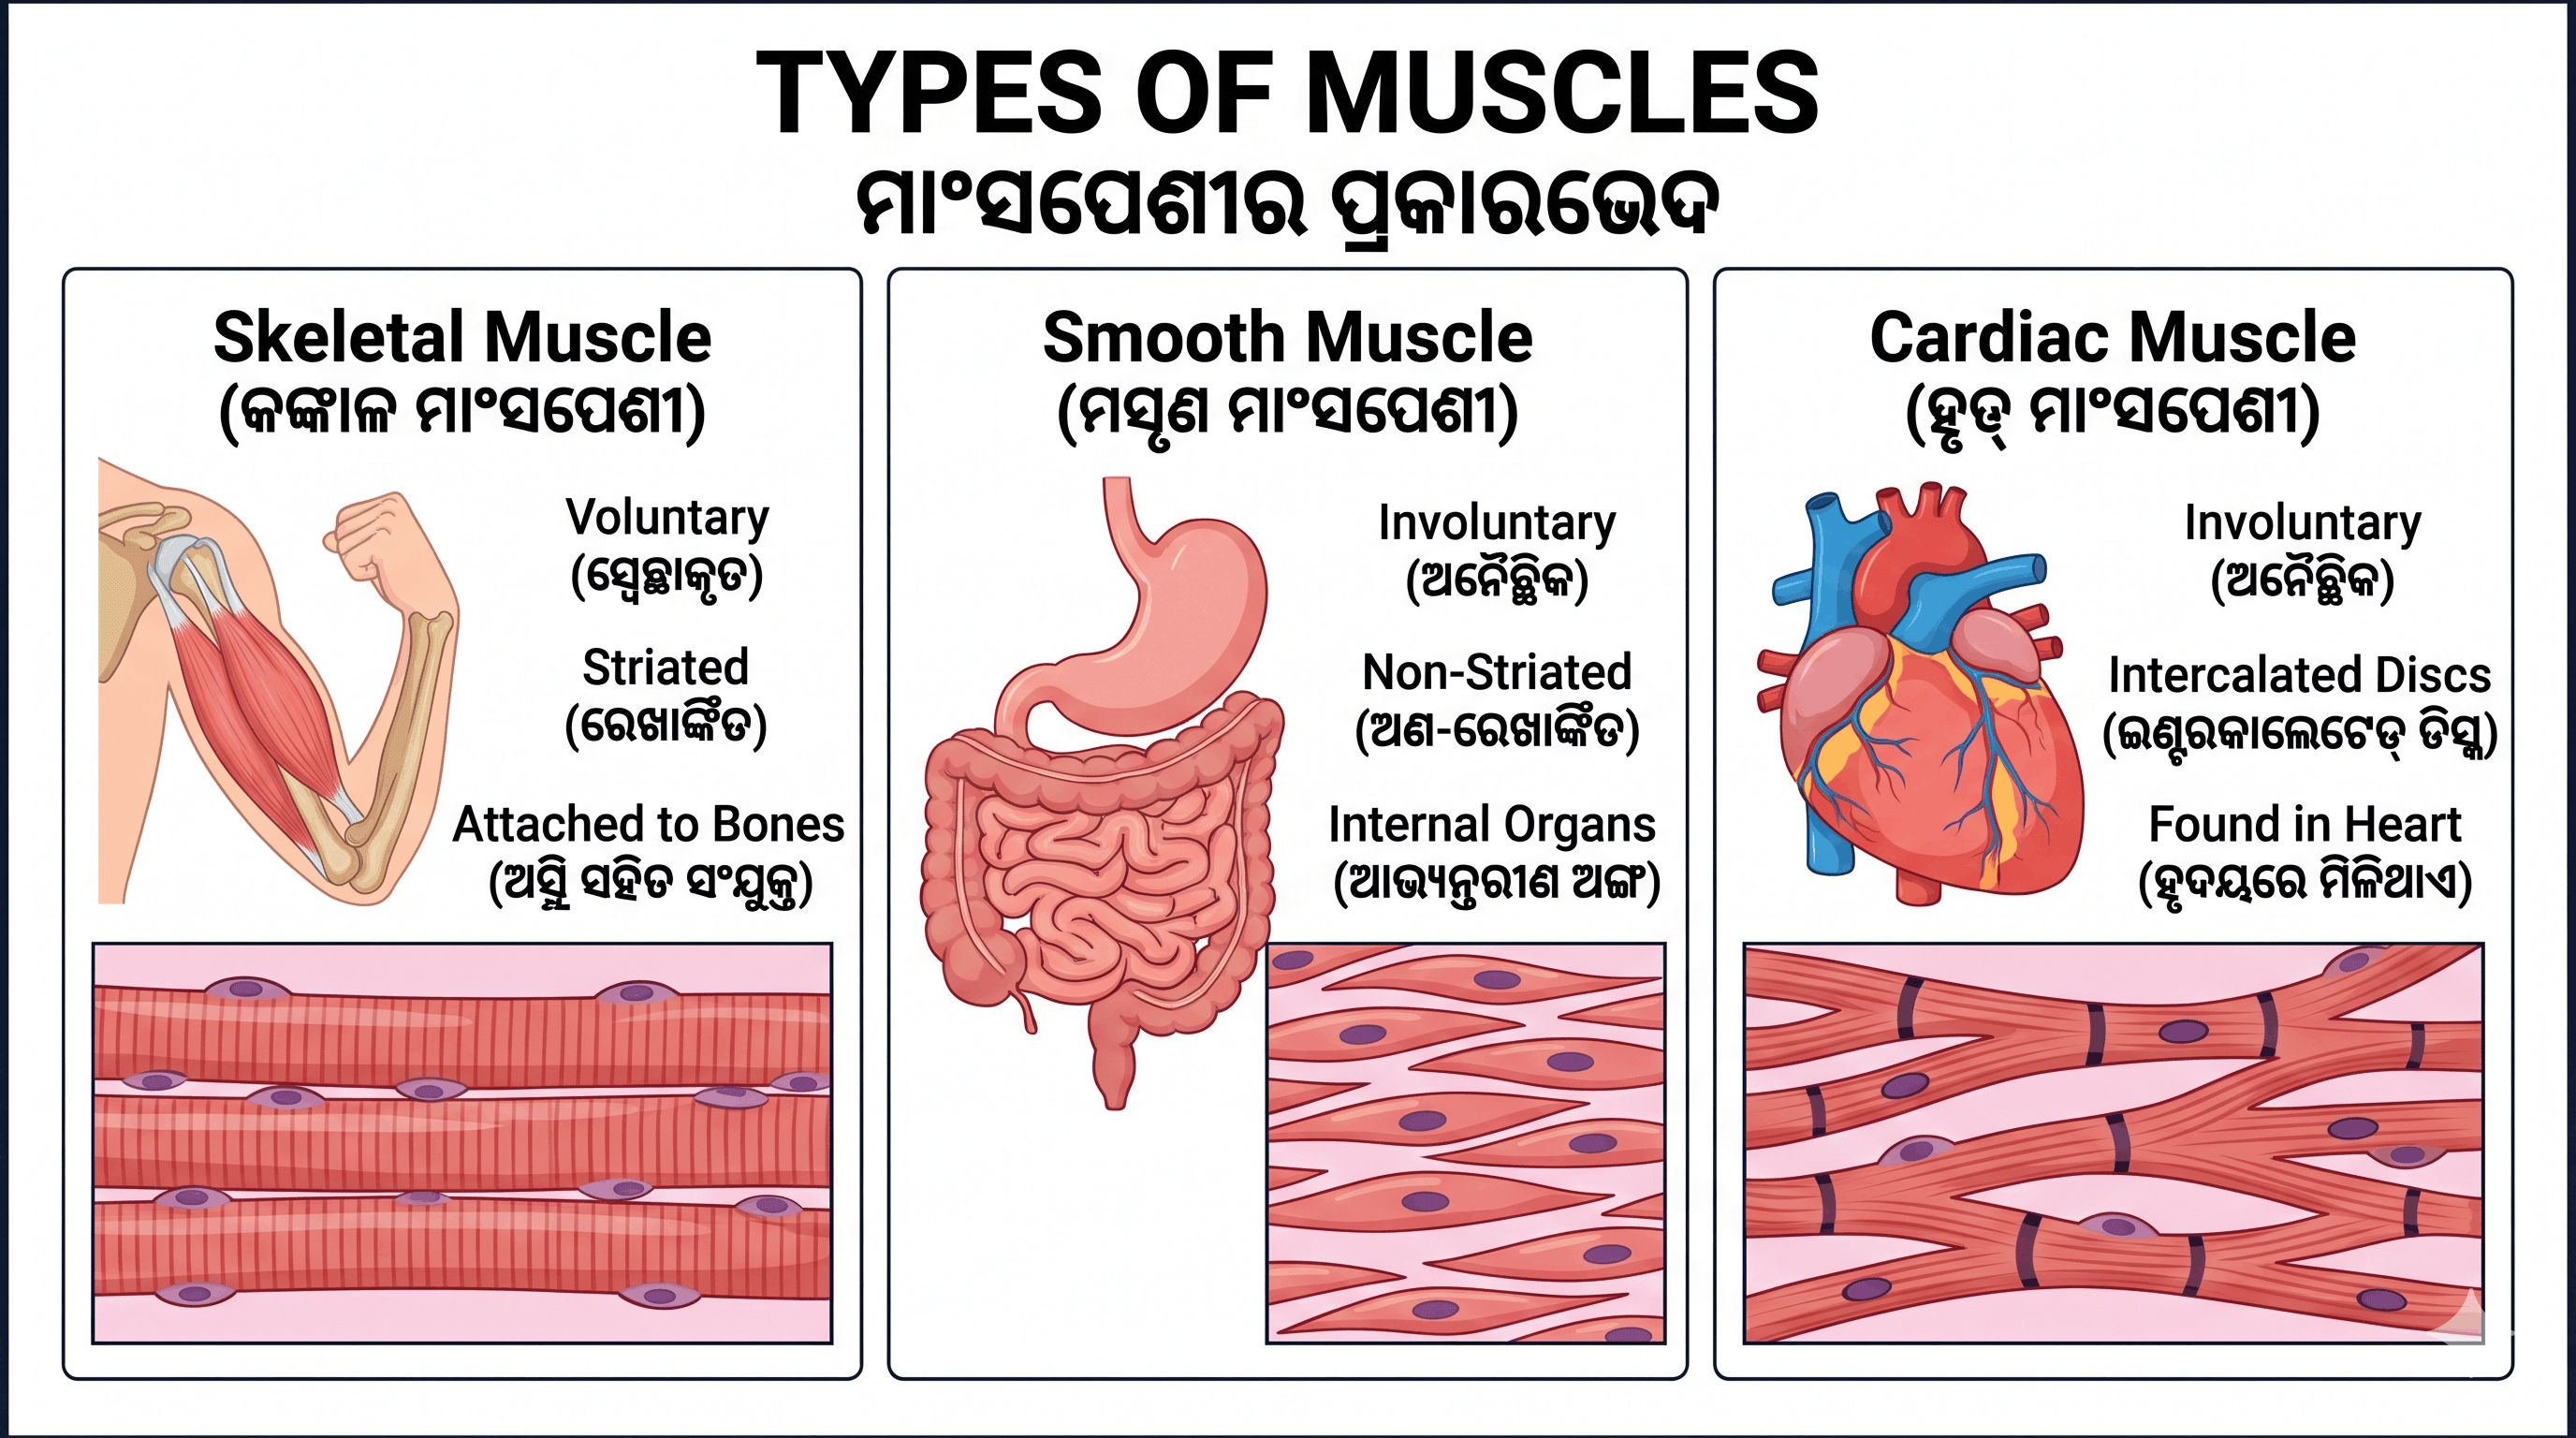 TYPES OF MUSCLES
ମାଂସପେଶୀର ପ୍ରକାରଭେଦ
Skeletal Muscle
(କଙ୍କାଳ ମାଂସପେଶୀ)
Voluntary
(ସ୍ୱେଚ୍ଛାକୃତ)
Striated
(ରେଖାଙ୍କିତ)
Attached to Bones
(ଅସ୍ଥି ସହିତ ସଂଯୁକ୍ତ)
Smooth Muscle
(ମସୃଣ ମାଂସପେଶୀ)
Involuntary
(ଅନୈଚ୍ଛିକ)
Non-Striated
(ଅଣ-ରେଖାଙ୍କିତ)
Internal Organs
(ଆଭ୍ୟନ୍ତରୀଣ ଅଙ୍ଗ)
Cardiac Muscle
(ହୃତ୍ ମାଂସପେଶୀ)
Involuntary
(ଅନୈଚ୍ଛିକ)
Intercalated Discs
(ଇଣ୍ଟରକାଲେଟେଡ୍ ଡିସ୍କ)
Found in Heart
(ହୃଦୟରେ ମିଳିଥାଏ)